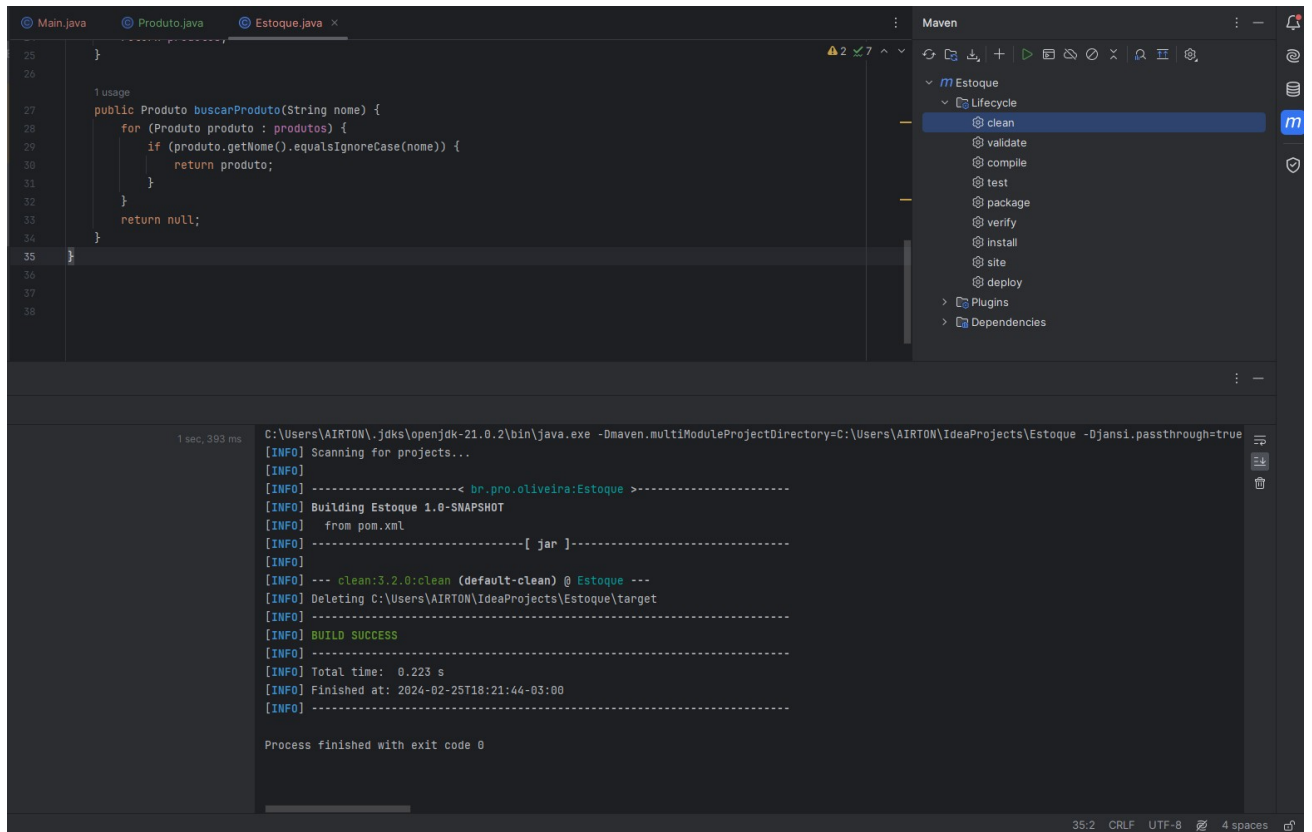 Main.java
Produto.java
Estoque.java
2 7
25 }
26
1 usage
27 public Produto buscarProduto(String nome) {
28 for (Produto produto : produtos) {
29 if (produto.getNome().equalsIgnoreCase(nome)) {
30 return produto;
31 }
32 }
33 return null;
34 }
35 }
36
37
38
Maven
m Estoque
Lifecycle
clean
validate
compile
test
package
verify
install
site
deploy
Plugins
Dependencies
m
1 sec, 393 ms
C:\Users\AIRTON\.jdks\openjdk-21.0.2\bin\java.exe -Dmaven.multiModuleProjectDirectory=C:\Users\AIRTON\IdeaProjects\Estoque -Djansi.passthrough=true
[INFO] Scanning for projects...
[INFO]
[INFO] ----------------------< br.pro.oliveira:Estoque >-----------------------
[INFO] Building Estoque 1.0-SNAPSHOT
[INFO]   from pom.xml
[INFO] --------------------------------[ jar ]---------------------------------
[INFO]
[INFO] --- clean:3.2.0:clean (default-clean) @ Estoque ---
[INFO] Deleting C:\Users\AIRTON\IdeaProjects\Estoque\target
[INFO] ------------------------------------------------------------------------
[INFO] BUILD SUCCESS
[INFO] ------------------------------------------------------------------------
[INFO] Total time:  0.223 s
[INFO] Finished at: 2024-02-25T18:21:44-03:00
[INFO] ------------------------------------------------------------------------
Process finished with exit code 0
35:2 CRLF UTF-8 4 spaces